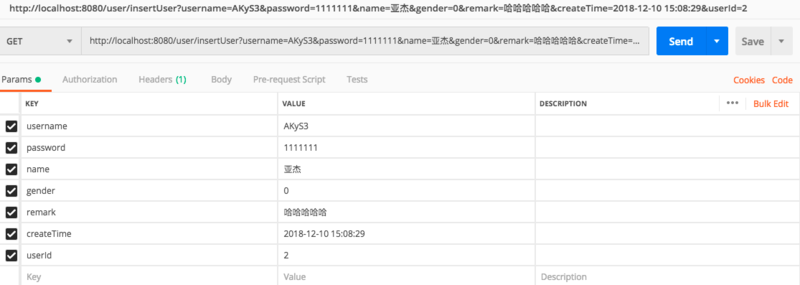 http://localhost:8080/user/insertUser?username=AKyS3&password=1111111&name=亚杰&gender=0&remark=哈哈哈哈哈&createTime=2018-12-10 15:08:29&userId=2
GET http://localhost:8080/user/insertUser?username=AKyS3&password=1111111&name=亚杰&gender=0&remark=哈哈哈哈哈&createTime=... Send Save
Params Authorization Headers (1) Body Pre-request Script Tests Cookies Code
KEY VALUE DESCRIPTION ••• Bulk Edit
username AKyS3
password 1111111
name 亚杰
gender 0
remark 哈哈哈哈哈
createTime 2018-12-10 15:08:29
userId 2
Key Value Description